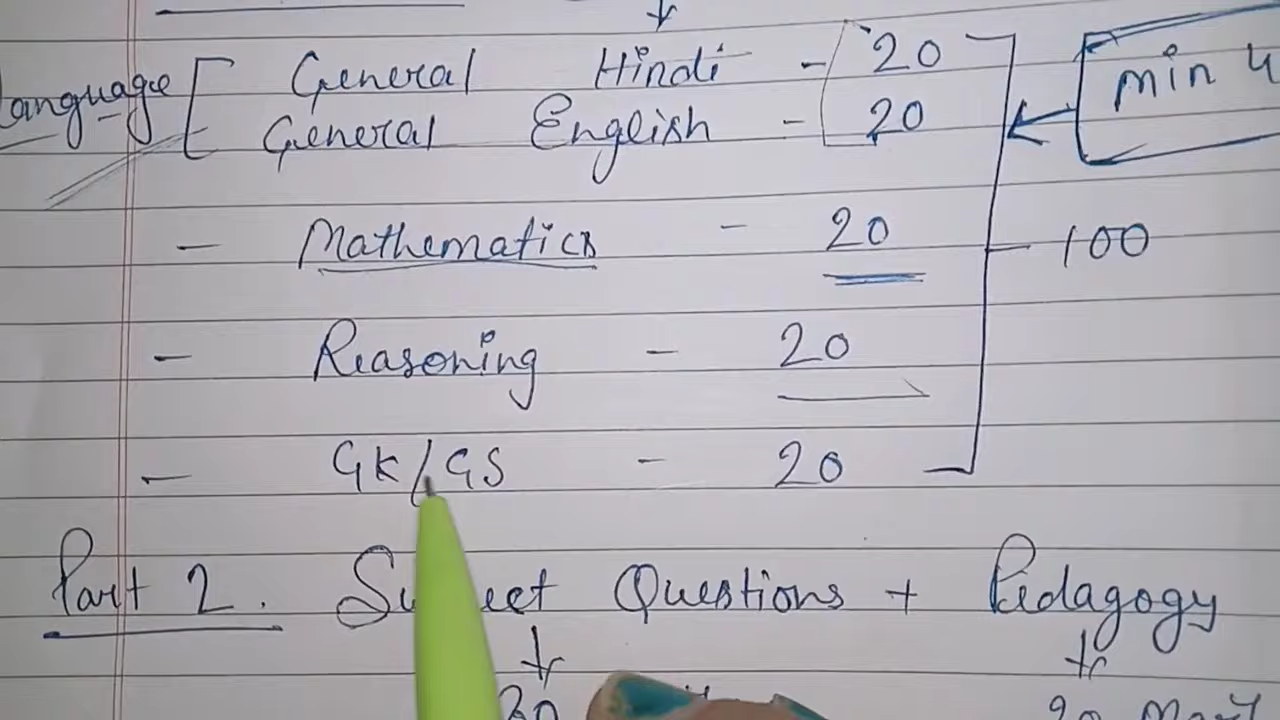 Language [ General Hindi - 20
General English - 20
min 4
- Mathematics - 20
100
- Reasoning - 20
- GK/GS - 20
Part 2. Subject Questions + Pedagogy